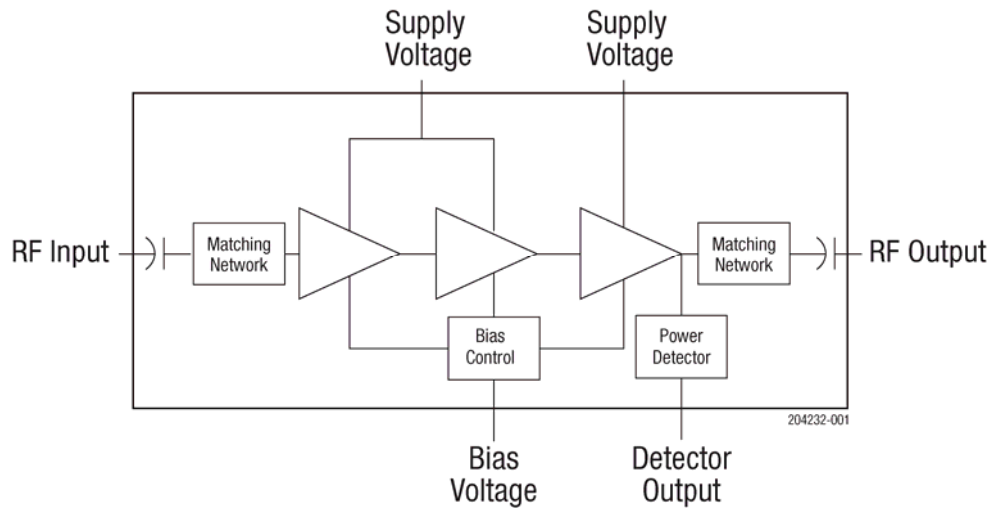 Supply
Voltage
Supply
Voltage
RF Input
Matching
Network
Matching
Network
RF Output
Bias
Control
Power
Detector
204232-001
Bias
Voltage
Detector
Output